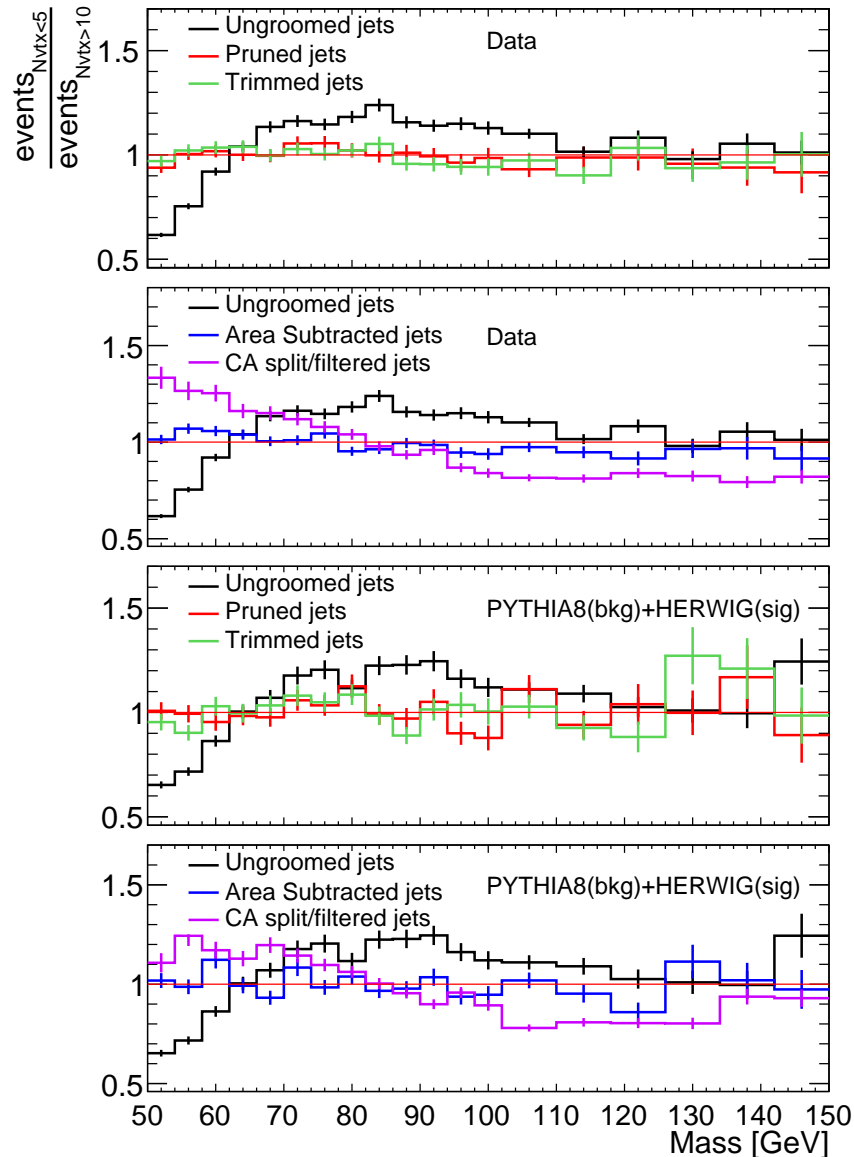 events_Nvtx<5
events_Nvtx>10
1.5
1
0.5
Ungroomed jets
Pruned jets
Trimmed jets
Data
1.5
1
0.5
Ungroomed jets
Area Subtracted jets
CA split/filtered jets
Data
1.5
1
0.5
Ungroomed jets
Pruned jets
Trimmed jets
PYTHIA8(bkg)+HERWIG(sig)
1.5
1
0.5
Ungroomed jets
Area Subtracted jets
CA split/filtered jets
PYTHIA8(bkg)+HERWIG(sig)
50 60 70 80 90 100 110 120 130 140 150
Mass [GeV]